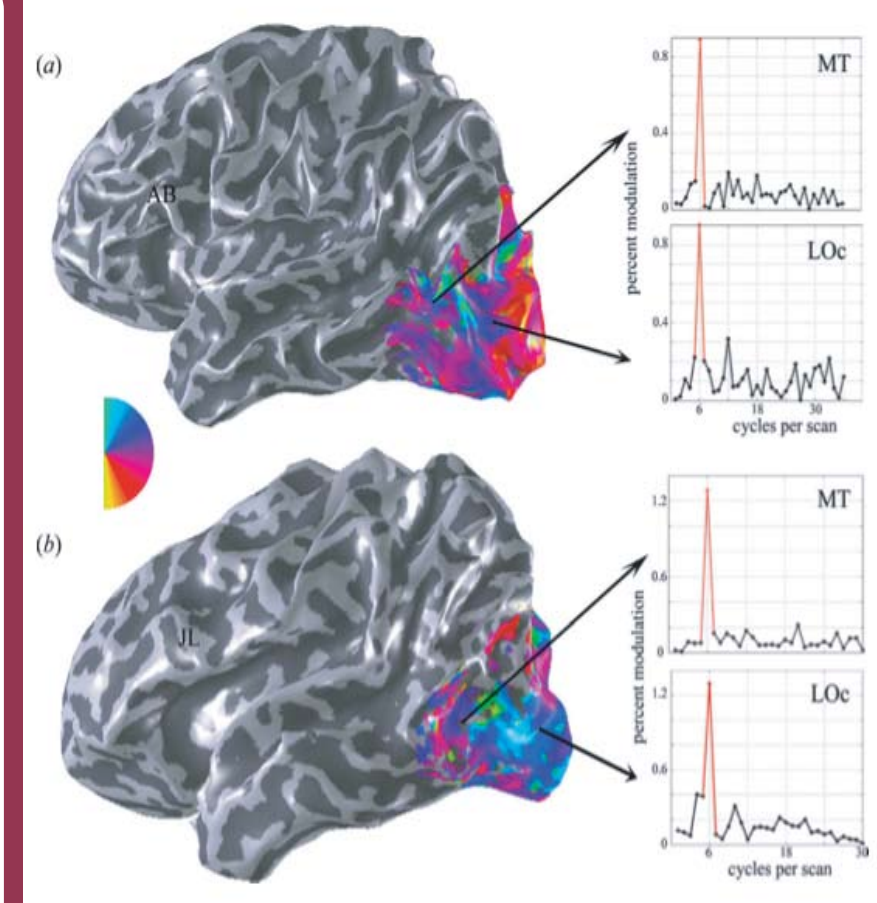 (a)
AB
percent modulation
0.8
0.4
0
MT
0.8
0.4
0
LOc
6 18 30
cycles per scan
(b)
JL
percent modulation
1.2
0.6
0
MT
1.2
0.6
0
LOc
6 18 30
cycles per scan